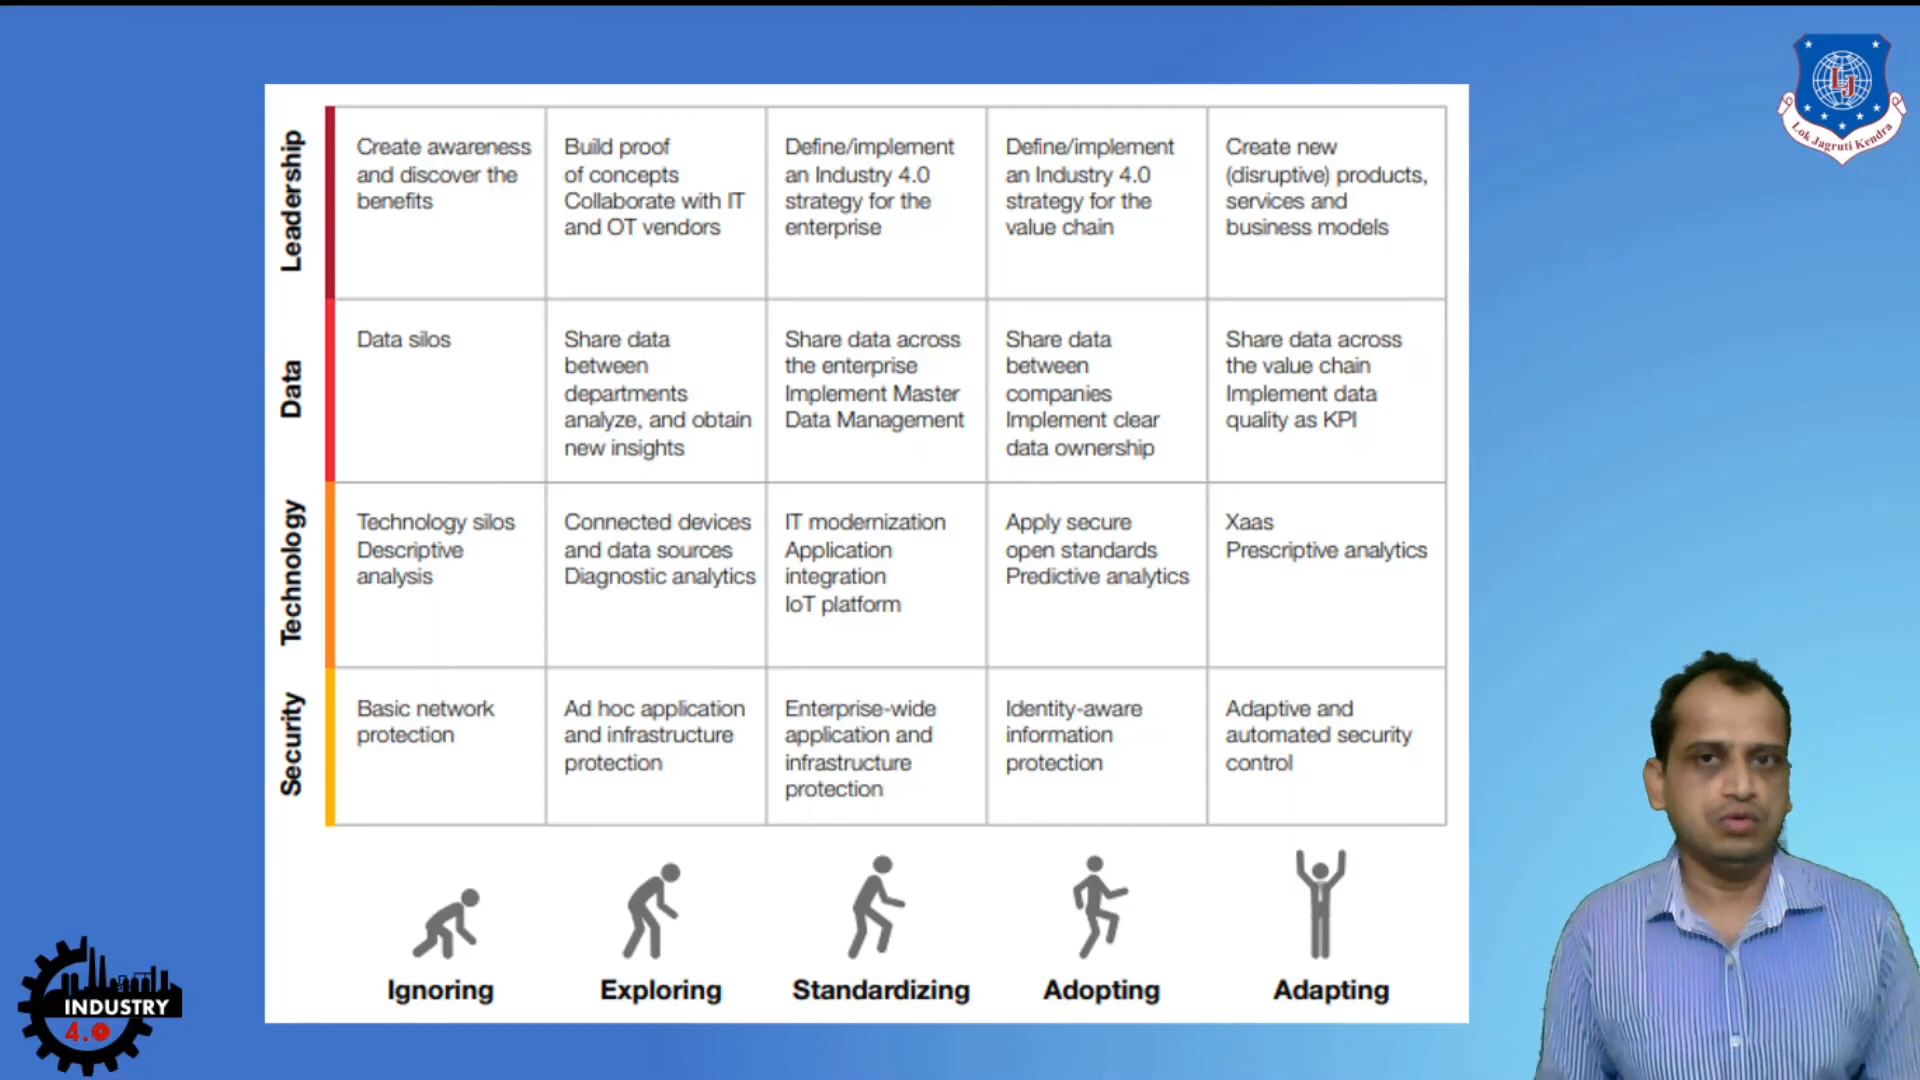 Leadership
Create awareness
and discover the
benefits
Build proof
of concepts
Collaborate with IT
and OT vendors
Define/implement
an Industry 4.0
strategy for the
enterprise
Define/implement
an Industry 4.0
strategy for the
value chain
Create new
(disruptive) products,
services and
business models
Data
Data silos
Share data
between
departments
analyze, and obtain
new insights
Share data across
the enterprise
Implement Master
Data Management
Share data
between
companies
Implement clear
data ownership
Share data across
the value chain
Implement data
quality as KPI
Technology
Technology silos
Descriptive
analysis
Connected devices
and data sources
Diagnostic analytics
IT modernization
Application
integration
IoT platform
Apply secure
open standards
Predictive analytics
Xaas
Prescriptive analytics
Security
Basic network
protection
Ad hoc application
and infrastructure
protection
Enterprise-wide
application and
infrastructure
protection
Identity-aware
information
protection
Adaptive and
automated security
control
Ignoring
Exploring
Standardizing
Adopting
Adapting
LJ
Lok Jagruti Kendra
INDUSTRY
4.0